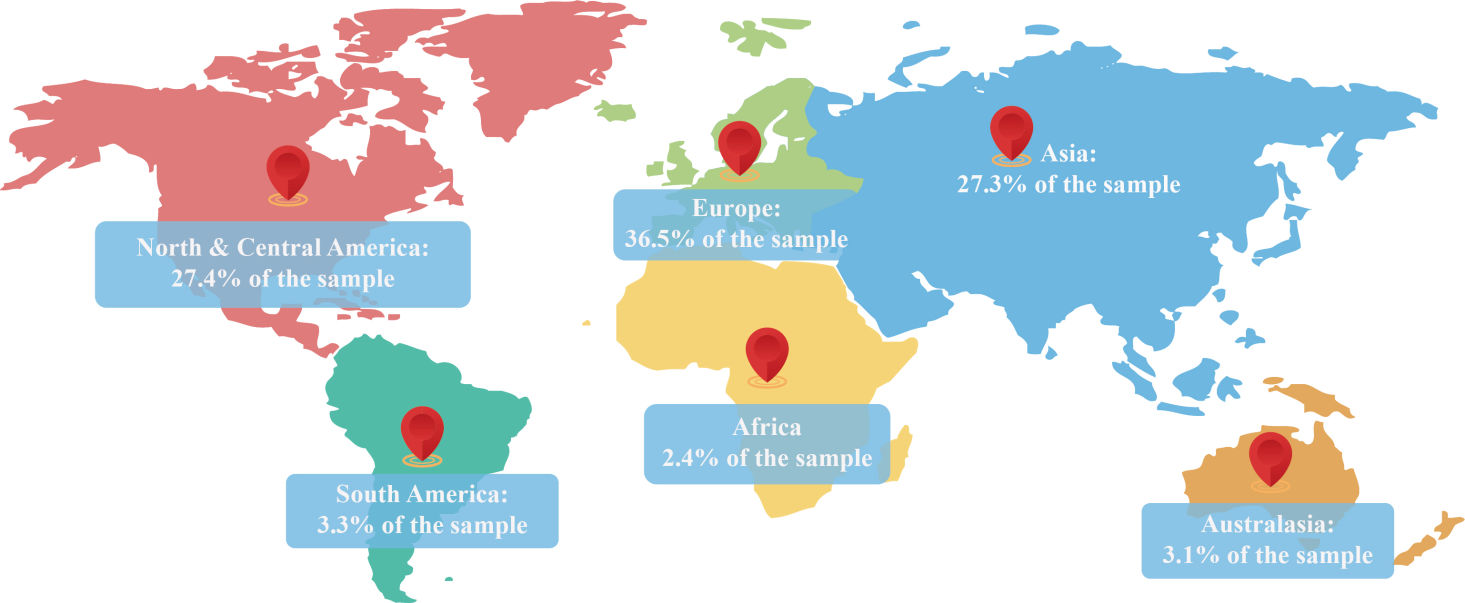 Asia:
27.3% of the sample
Europe:
36.5% of the sample
North & Central America:
27.4% of the sample
Africa
2.4% of the sample
South America:
3.3% of the sample
Australasia:
3.1% of the sample